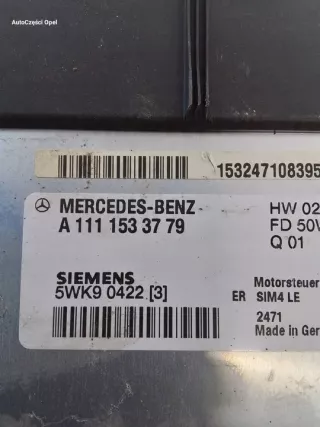 AutoCzęści Opel
153247108395
MERCEDES-BENZ
A 111 153 37 79
HW 02
FD 50
Q 01
SIEMENS
5WK9 0422 [3]
Motorsteuer
ER SIM4 LE
2471
Made in Ger